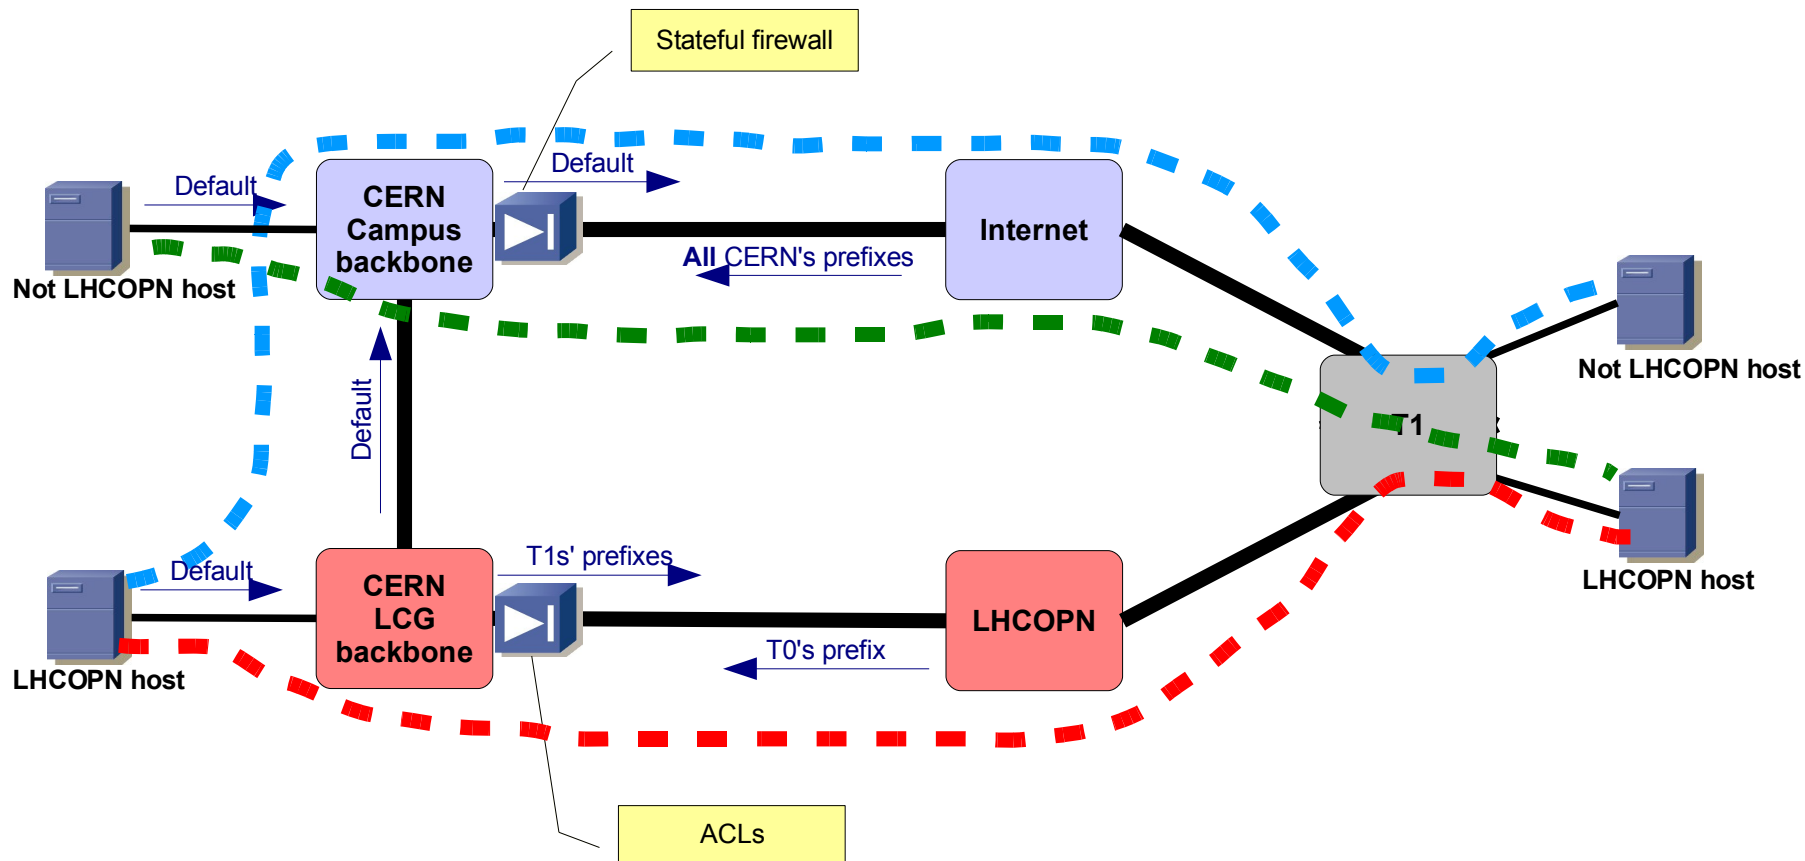 Stateful firewall
Default
Default
CERN
Campus
backbone
Internet
All CERN's prefixes
Not LHCOPN host
Not LHCOPN host
Default
T1
Default
T1s' prefixes
CERN
LCG
backbone
LHCOPN
T0's prefix
LHCOPN host
LHCOPN host
ACLs